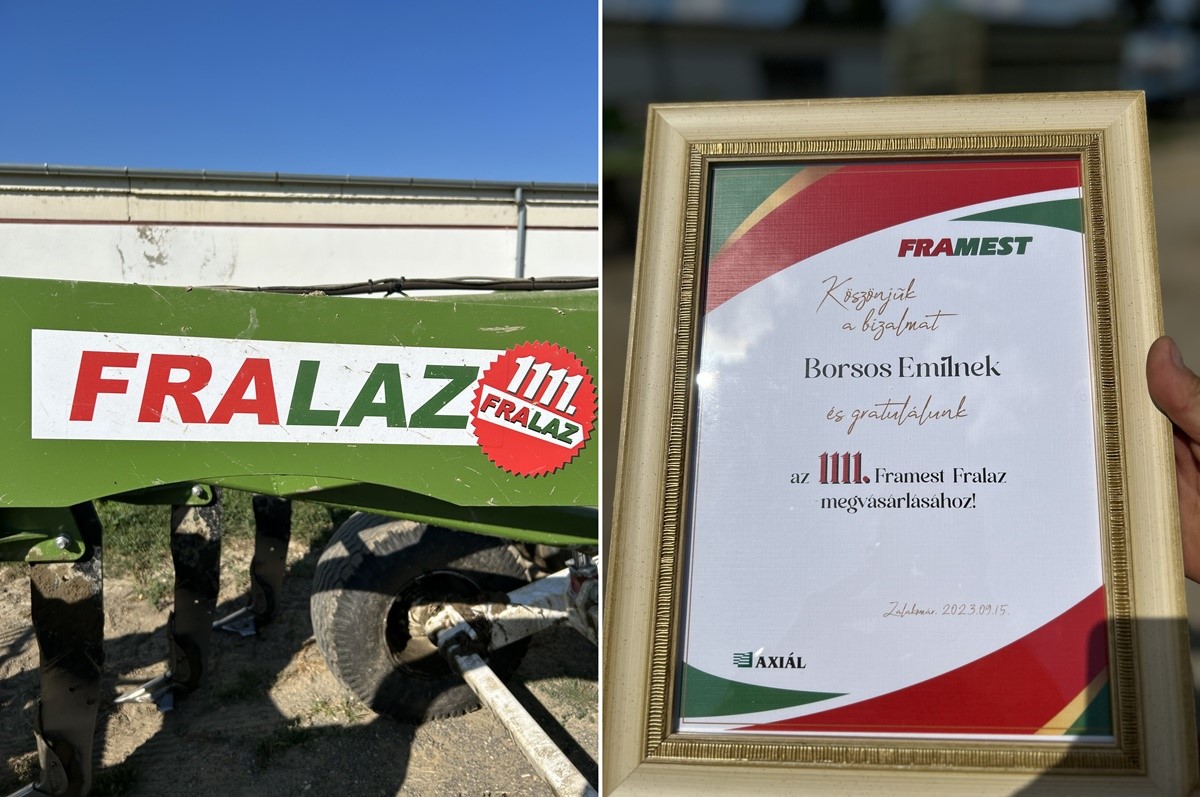 FRALAZ
1111.
FRALAZ
FRAMEST
Köszönjük
a bizalmat
Borsos Emilnek
és gratulálunk
az 1111. Framest Fralaz
megvásárlásához!
Zalakomár, 2023.09.15.
AXIÁL